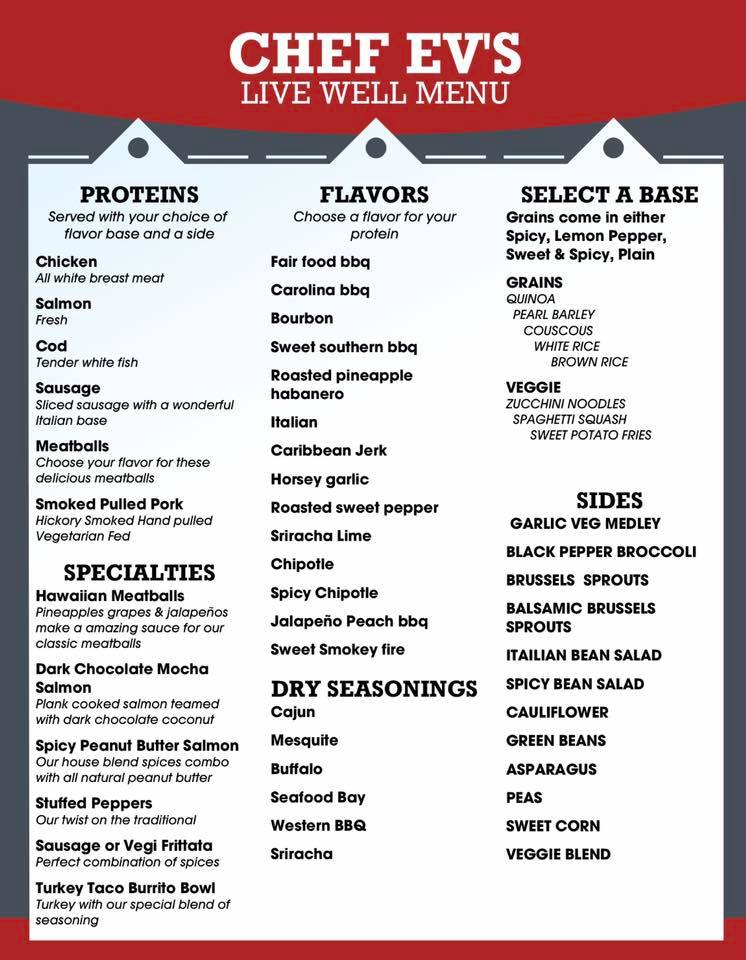 CHEF EV'S
LIVE WELL MENU
PROTEINS
Served with your choice of
flavor base and a side
Chicken
All white breast meat
Salmon
Fresh
Cod
Tender white fish
Sausage
Sliced sausage with a wonderful
Italian base
Meatballs
Choose your flavor for these
delicious meatballs
Smoked Pulled Pork
Hickory Smoked Hand pulled
Vegetarian Fed
SPECIALTIES
Hawaiian Meatballs
Pineapples grapes & jalapeños
make a amazing sauce for our
classic meatballs
Dark Chocolate Mocha
Salmon
Plank cooked salmon teamed
with dark chocolate coconut
Spicy Peanut Butter Salmon
Our house blend spices combo
with all natural peanut butter
Stuffed Peppers
Our twist on the traditional
Sausage or Vegi Frittata
Perfect combination of spices
Turkey Taco Burrito Bowl
Turkey with our special blend of
seasoning
FLAVORS
Choose a flavor for your
protein
Fair food bbq
Carolina bbq
Bourbon
Sweet southern bbq
Roasted pineapple
habanero
Italian
Caribbean Jerk
Horsey garlic
Roasted sweet pepper
Sriracha Lime
Chipotle
Spicy Chipotle
Jalapeño Peach bbq
Sweet Smokey fire
DRY SEASONINGS
Cajun
Mesquite
Buffalo
Seafood Bay
Western BBQ
Sriracha
SELECT A BASE
Grains come in either
Spicy, Lemon Pepper,
Sweet & Spicy, Plain
GRAINS
QUINOA
PEARL BARLEY
COUSCOUS
WHITE RICE
BROWN RICE
VEGGIE
ZUCCHINI NOODLES
SPAGHETTI SQUASH
SWEET POTATO FRIES
SIDES
GARLIC VEG MEDLEY
BLACK PEPPER BROCCOLI
BRUSSELS SPROUTS
BALSAMIC BRUSSELS
SPROUTS
ITAILIAN BEAN SALAD
SPICY BEAN SALAD
CAULIFLOWER
GREEN BEANS
ASPARAGUS
PEAS
SWEET CORN
VEGGIE BLEND